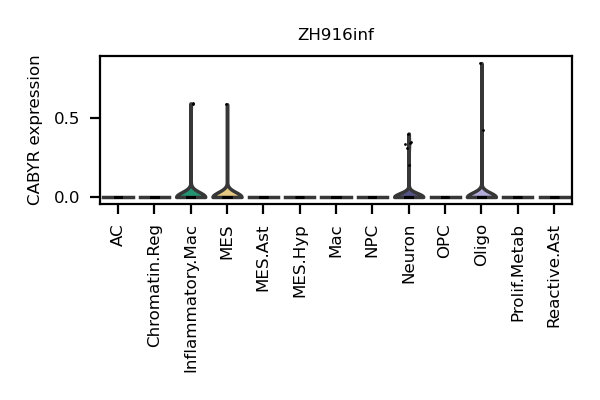 ZH916inf
CABYR expression
0.5
0.0
AC
Chromatin.Reg
Inflammatory.Mac
MES
MES.Ast
MES.Hyp
Mac
NPC
Neuron
OPC
Oligo
Prolif.Metab
Reactive.Ast